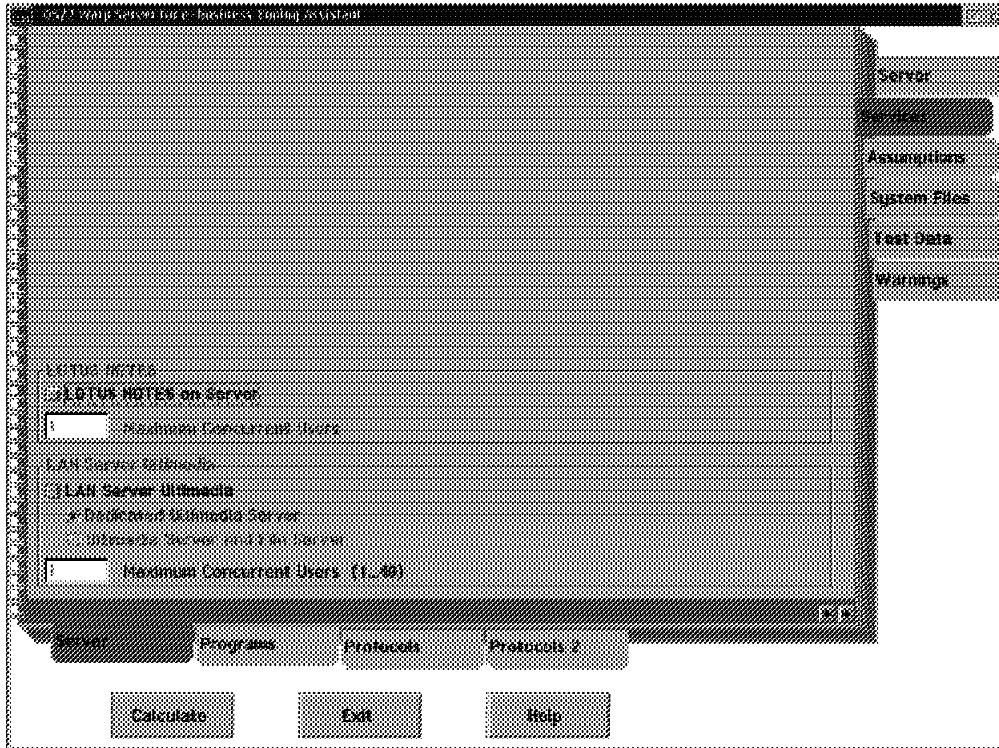 OS/2 Warp Server for e-business Tuning Assistant
Server
Services
Assumptions
System Files
Test Data
Warnings
LOTUS NOTES
LOTUS NOTES on Server
Maximum Concurrent Users
LAN Server Ultimedia
LAN Server Ultimedia
Dedicated Ultimedia Server
Ultimedia Server and File Server
Maximum Concurrent Users (1...40)
Server
Programs
Protocols
Protocols 2
Calculate
Exit
Help